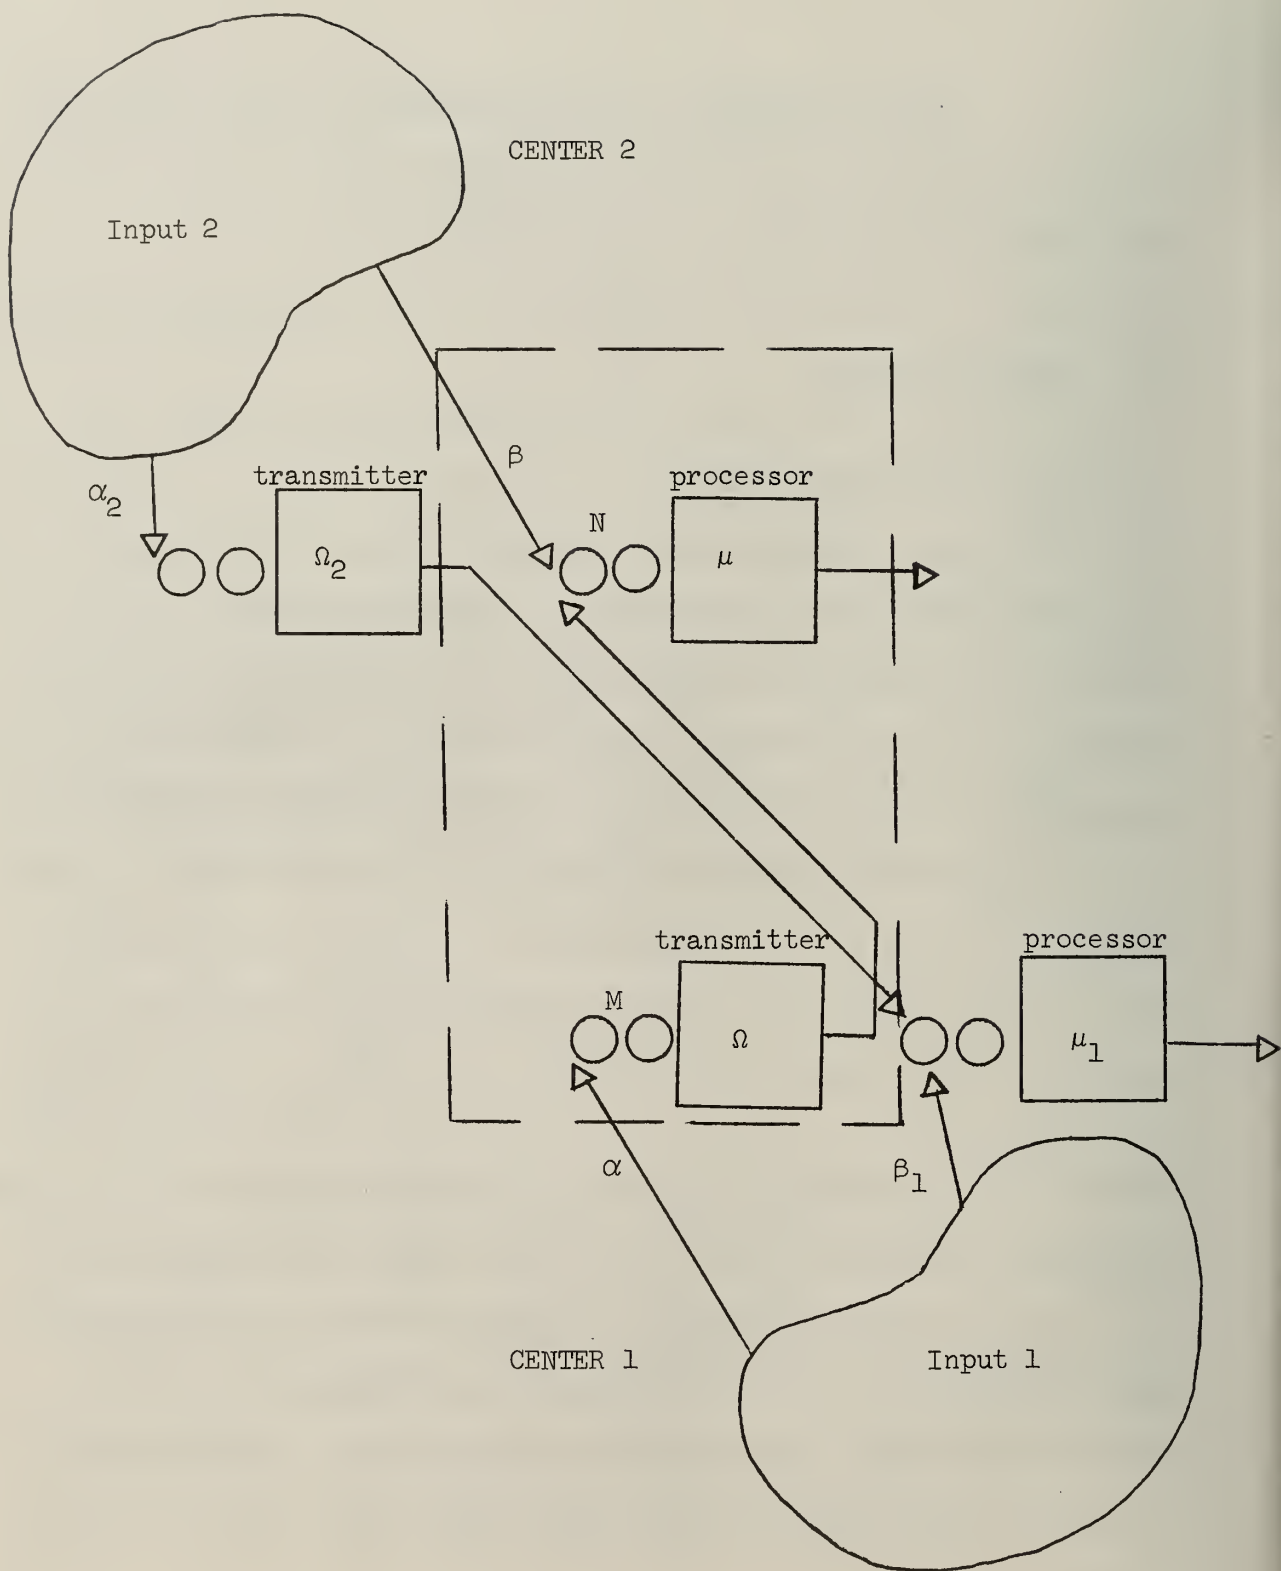 CENTER 2
Input 2
β
transmitter
processor
α₂
N
Ω₂
μ
transmitter
processor
M
Ω
μ₁
α
β₁
CENTER 1
Input 1